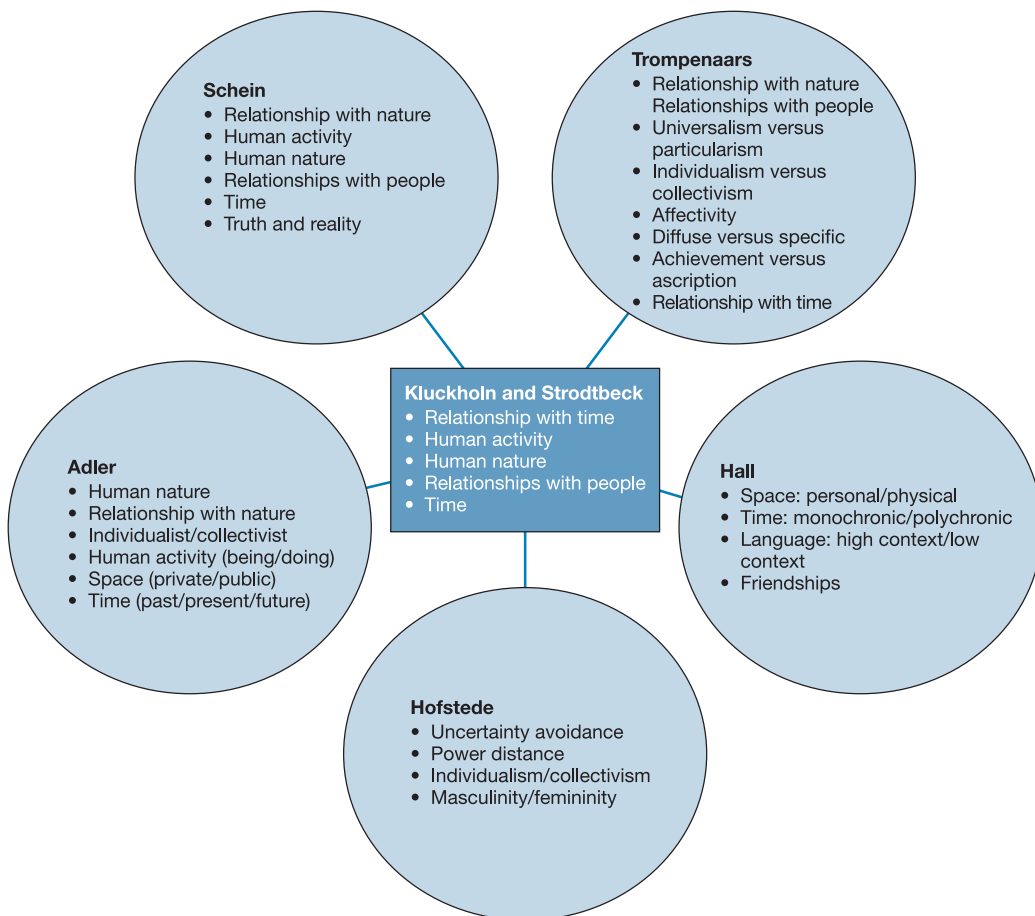 Schein
• Relationship with nature
• Human activity
• Human nature
• Relationships with people
• Time
• Truth and reality
Trompenaars
• Relationship with nature
Relationships with people
• Universalism versus
particularism
• Individualism versus
collectivism
• Affectivity
• Diffuse versus specific
• Achievement versus
ascription
• Relationship with time
Kluckholn and Strodtbeck
• Relationship with time
• Human activity
• Human nature
• Relationships with people
• Time
Adler
• Human nature
• Relationship with nature
• Individualist/collectivist
• Human activity (being/doing)
• Space (private/public)
• Time (past/present/future)
Hall
• Space: personal/physical
• Time: monochronic/polychronic
• Language: high context/low
context
• Friendships
Hofstede
• Uncertainty avoidance
• Power distance
• Individualism/collectivism
• Masculinity/femininity